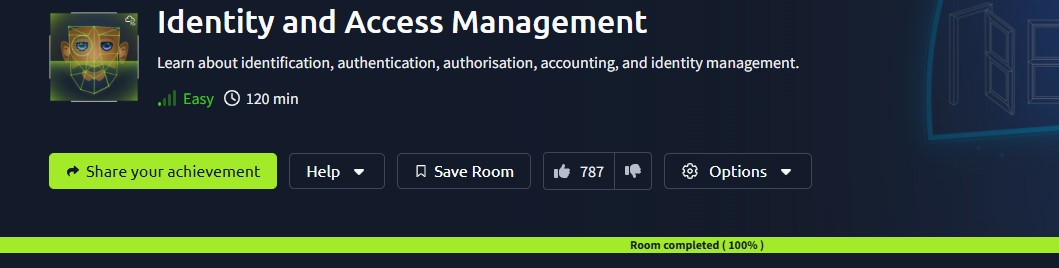 Identity and Access Management
Learn about identification, authentication, authorisation, accounting, and identity management.
Easy 120 min
Share your achievement Help Save Room 787 Options
Room completed ( 100% )